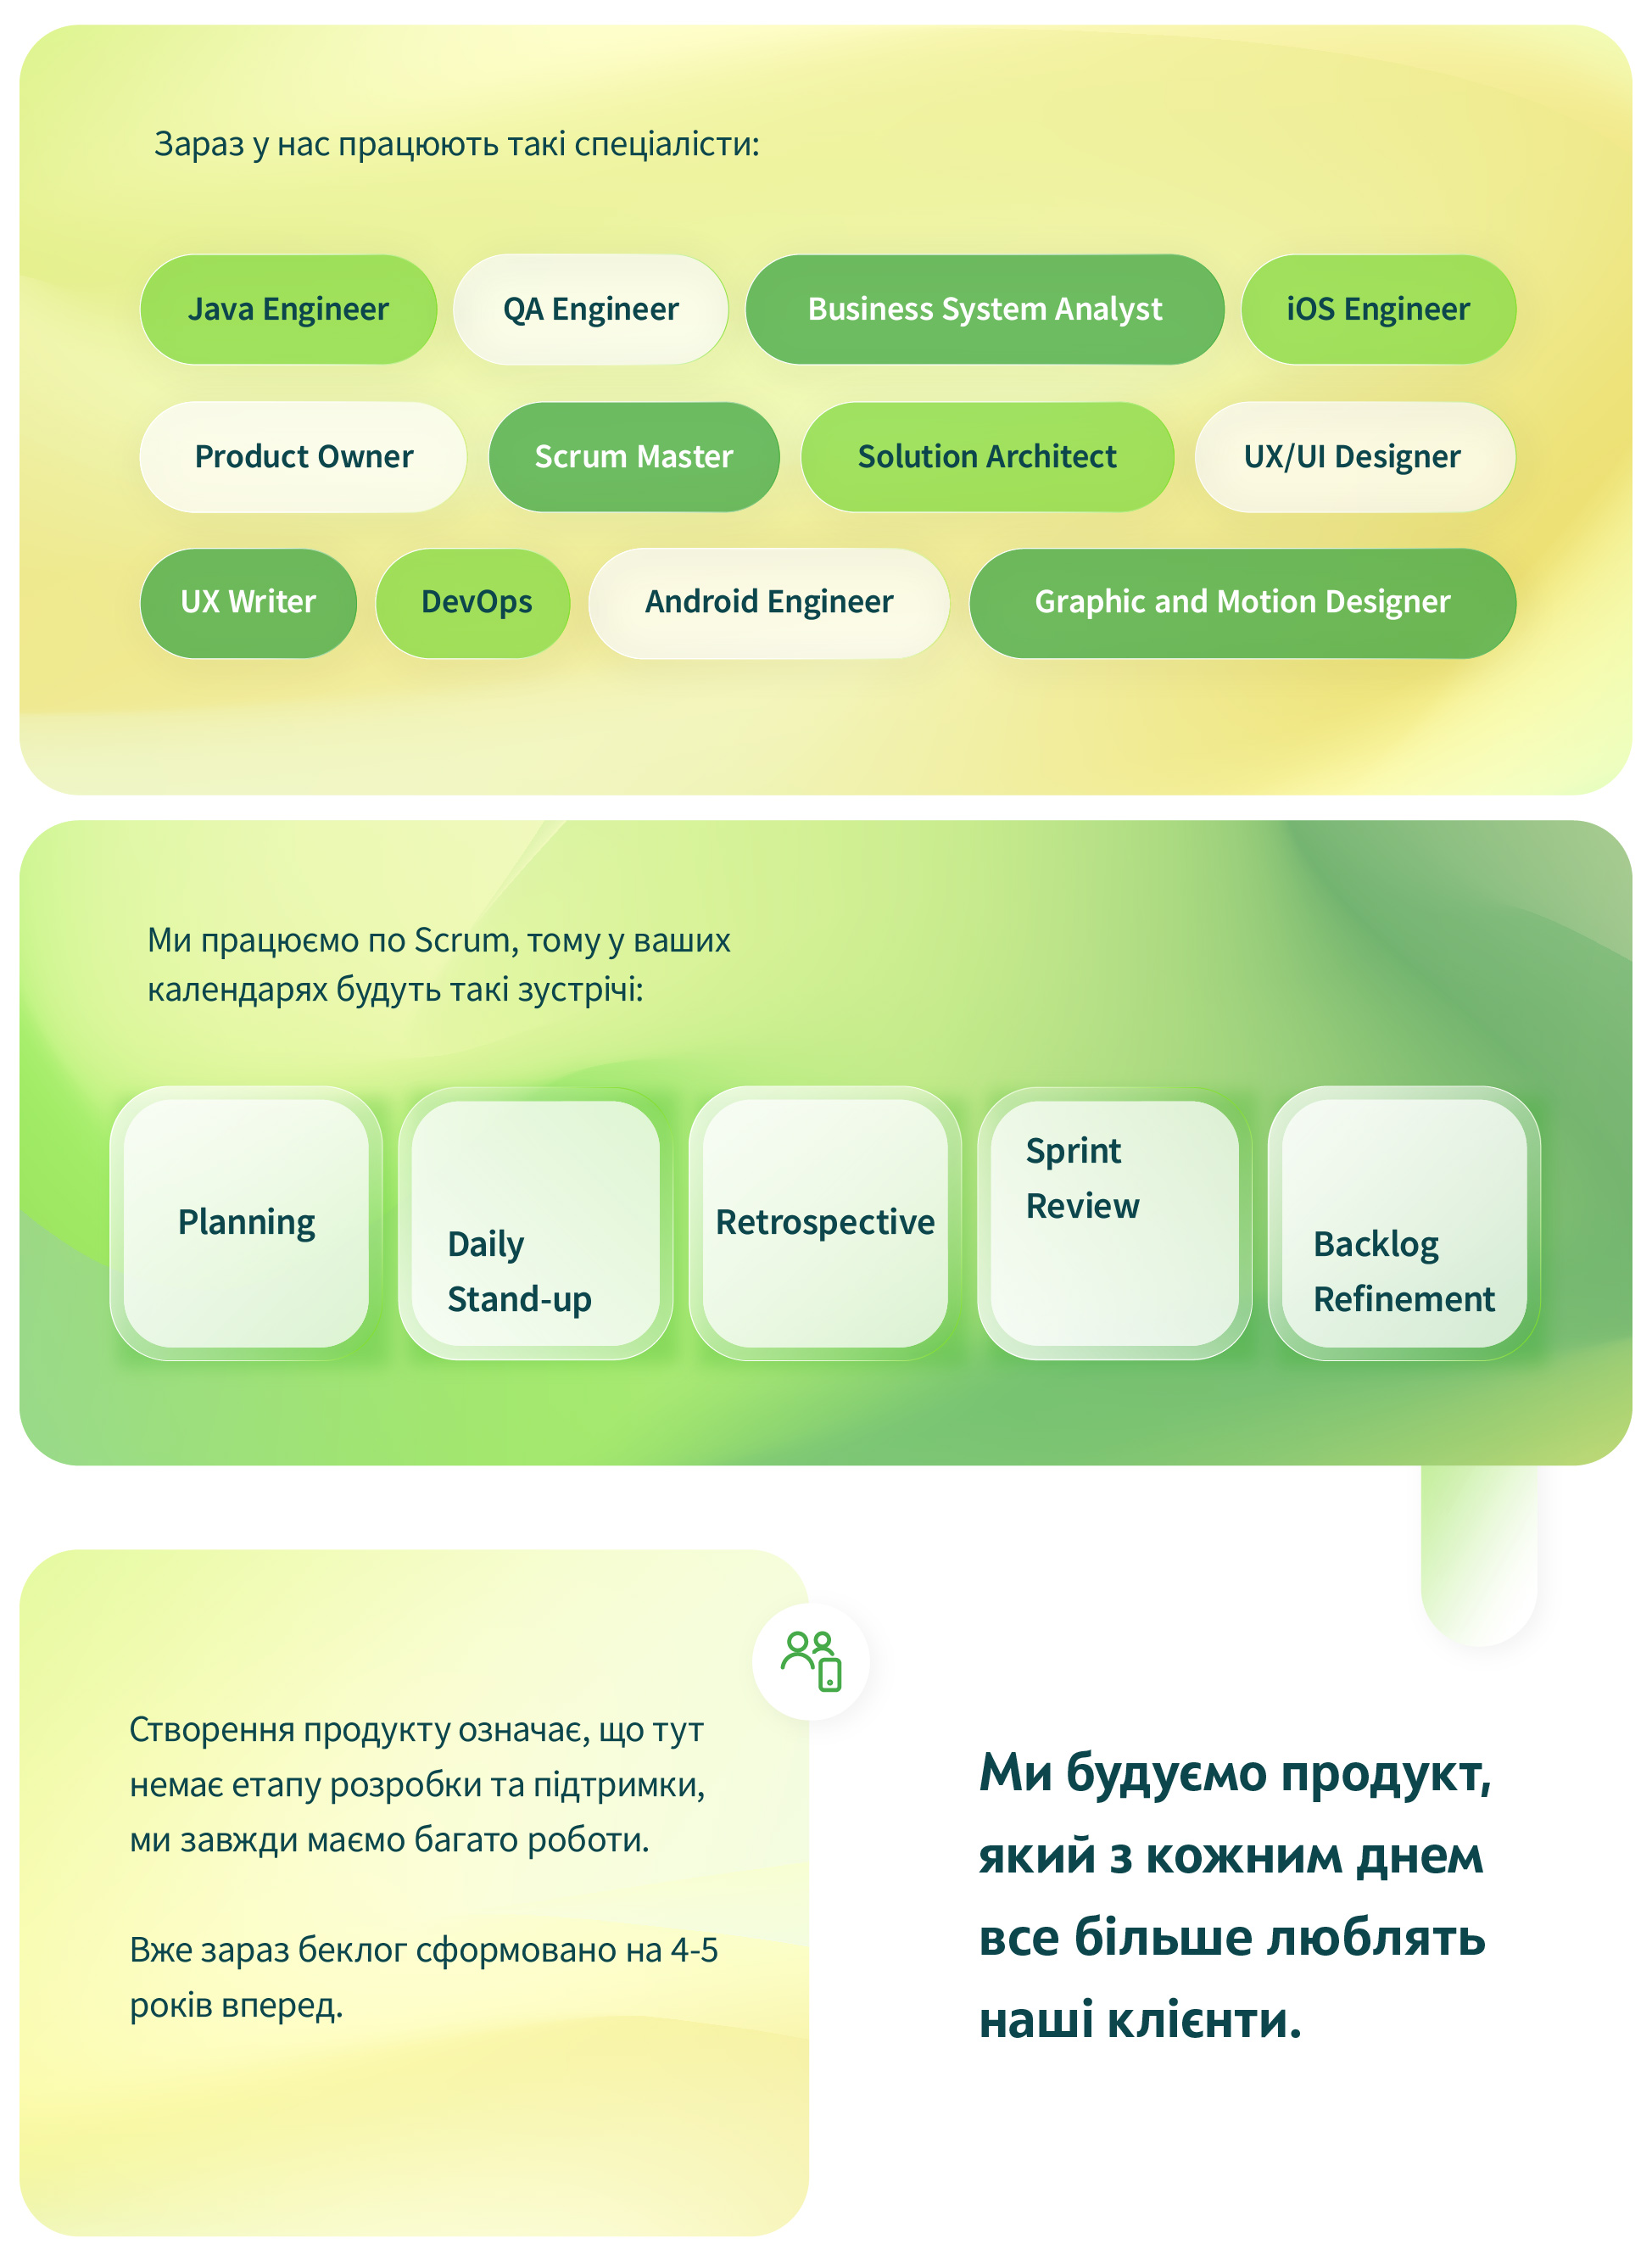 Зараз у нас працюють такі спеціалісти:
Java Engineer
QA Engineer
Business System Analyst
iOS Engineer
Product Owner
Scrum Master
Solution Architect
UX/UI Designer
UX Writer
DevOps
Android Engineer
Graphic and Motion Designer
Ми працюємо по Scrum, тому у ваших
календарях будуть такі зустрічі:
Planning
Daily
Stand-up
Retrospective
Sprint
Review
Backlog
Refinement
Створення продукту означає, що тут
немає етапу розробки та підтримки,
ми завжди маємо багато роботи.
Вже зараз беклог сформовано на 4-5
років вперед.
Ми будуємо продукт,
який з кожним днем
все більше люблять
наші клієнти.